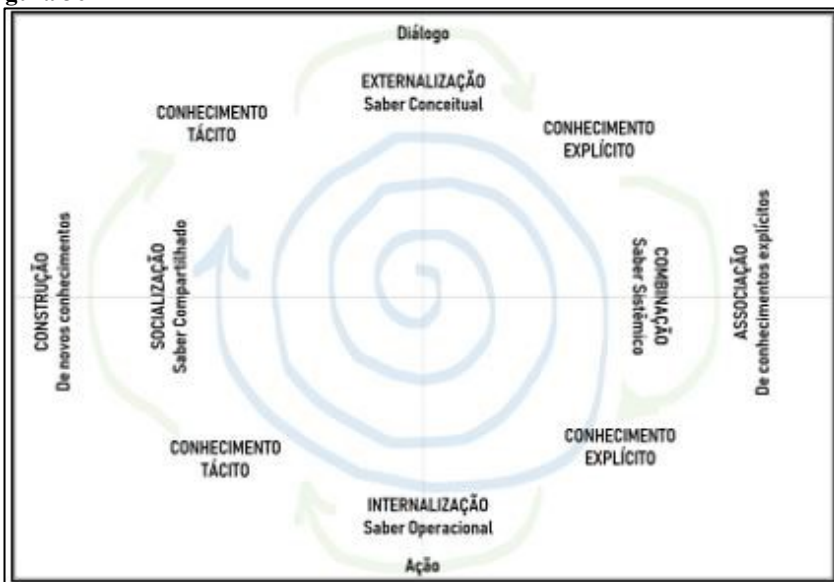 Diálogo
EXTERNALIZAÇÃO
Saber Conceitual
CONHECIMENTO
TÁCITO
CONHECIMENTO
EXPLÍCITO
CONSTRUÇÃO
De novos conhecimentos
SOCIALIZAÇÃO
Saber Compartilhado
COMBINAÇÃO
Saber Sistêmico
ASSOCIAÇÃO
De conhecimentos explícitos
CONHECIMENTO
TÁCITO
CONHECIMENTO
EXPLÍCITO
INTERNALIZAÇÃO
Saber Operacional
Ação